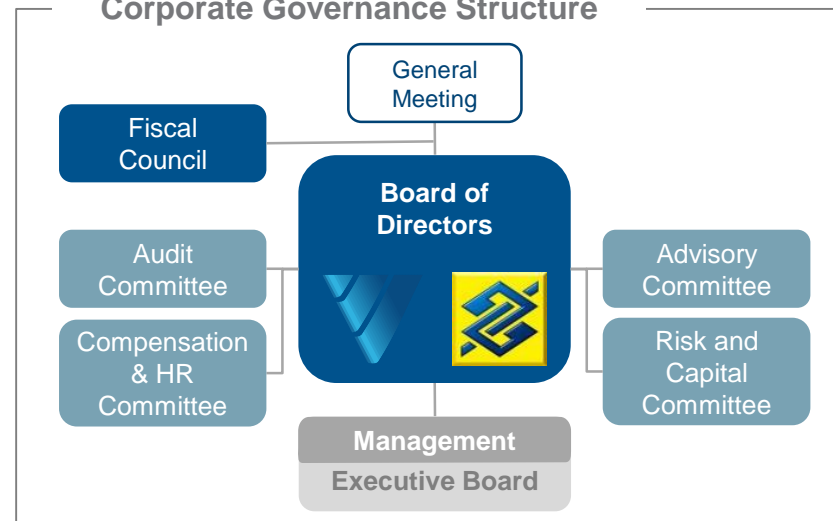 Corporate Governance Structure
General
Meeting
Fiscal
Council
Board of
Directors
Audit
Committee
Advisory
Committee
Compensation
& HR
Committee
Risk and
Capital
Committee
Management
Executive Board